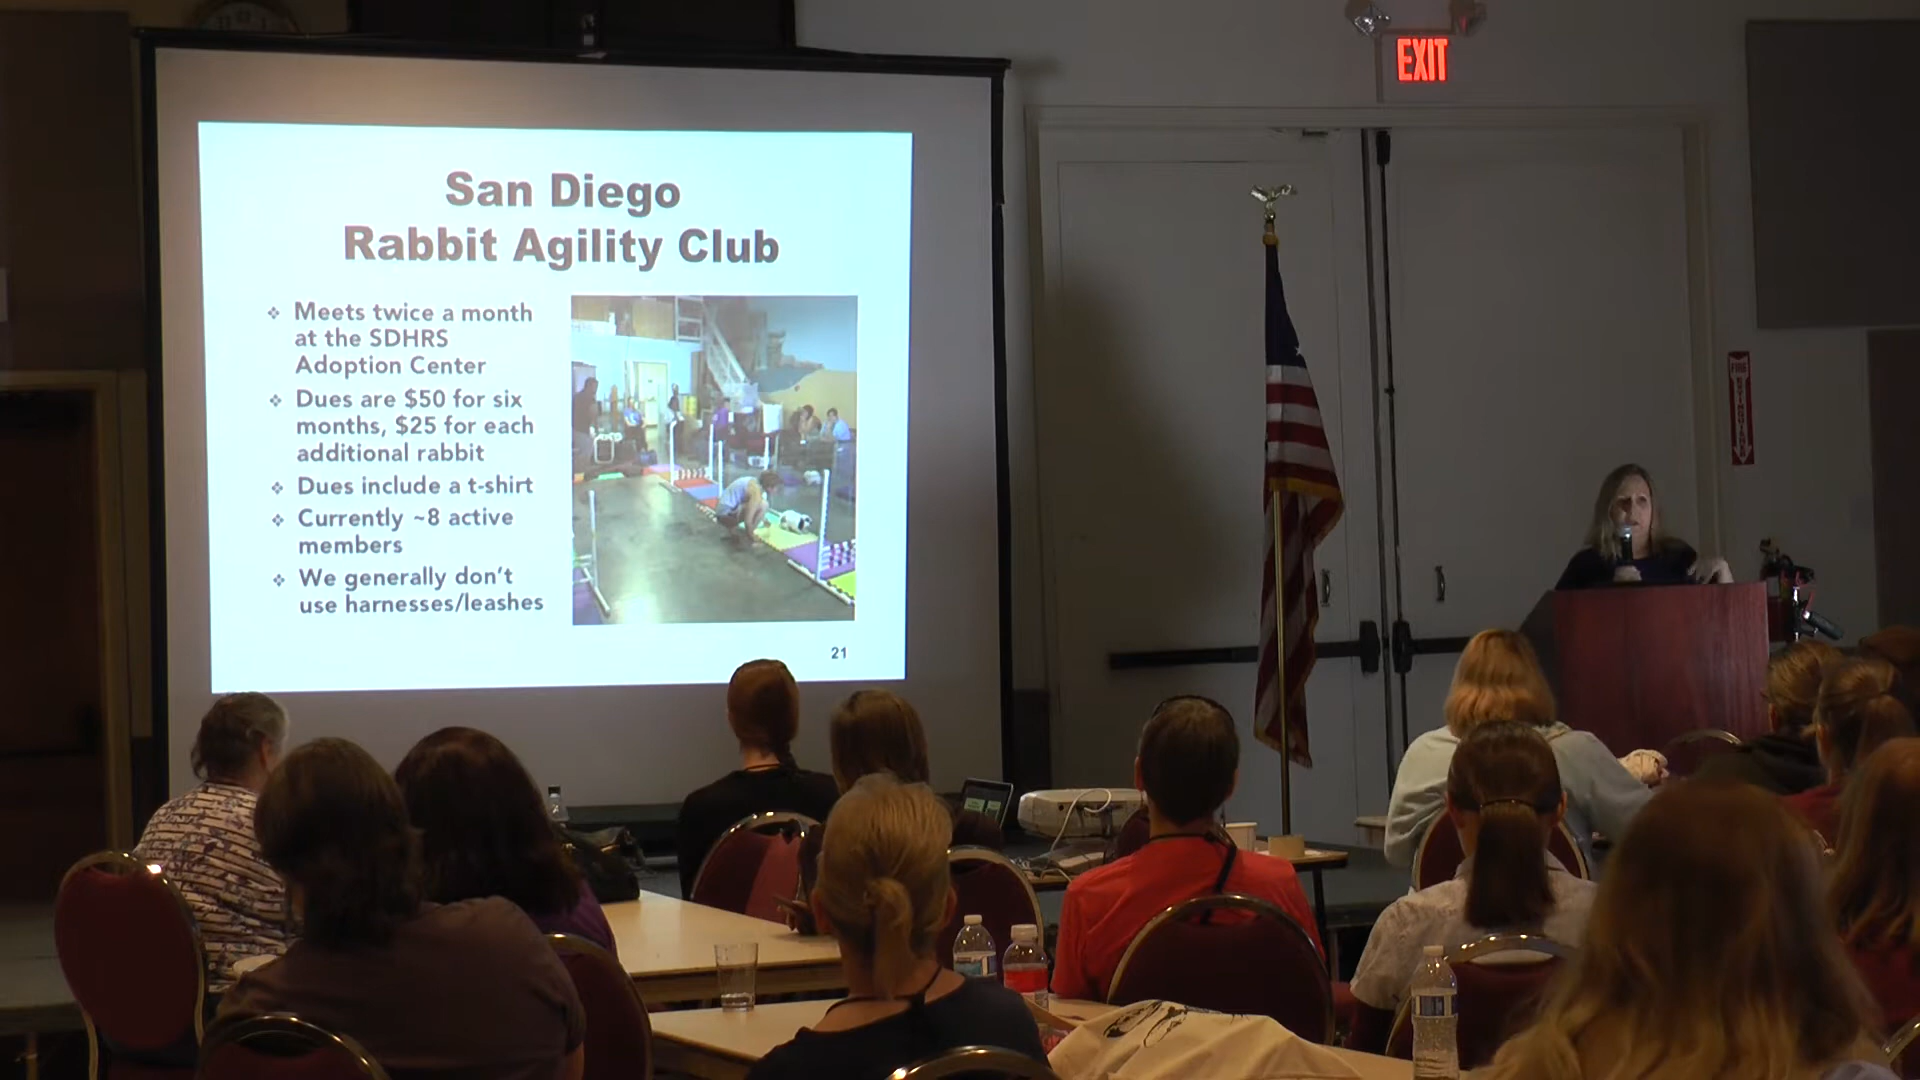 EXIT
San Diego
Rabbit Agility Club
❖ Meets twice a month
at the SDHRS
Adoption Center
❖ Dues are $50 for six
months, $25 for each
additional rabbit
❖ Dues include a t-shirt
❖ Currently ~8 active
members
❖ We generally don't
use harnesses/leashes
21
FIRE
EXTINGUISHER